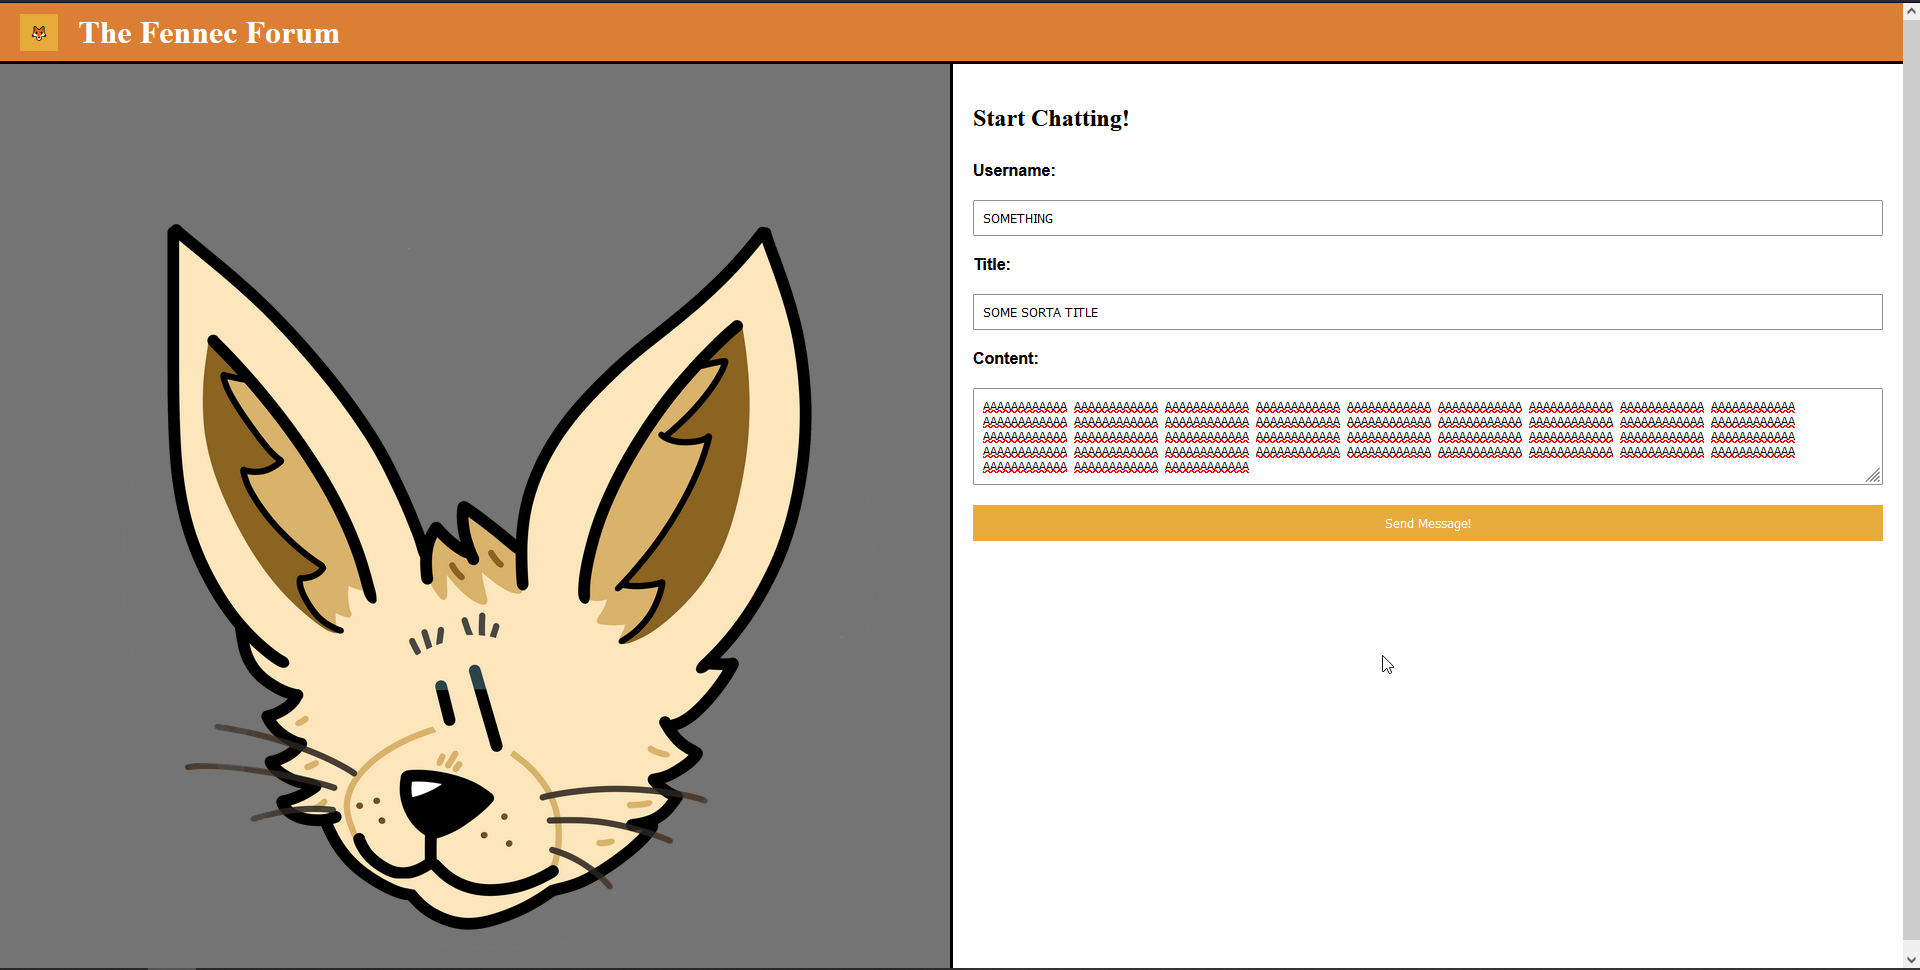 The Fennec Forum
Start Chatting!
Username:
SOMETHING
Title:
SOME SORTA TITLE
Content:
AAAAAAAAAAAA AAAAAAAAAAAA AAAAAAAAAAAA AAAAAAAAAAAA AAAAAAAAAAAA AAAAAAAAAAAA AAAAAAAAAAAA AAAAAAAAAAAA AAAAAAAAAAAA
AAAAAAAAAAAA AAAAAAAAAAAA AAAAAAAAAAAA AAAAAAAAAAAA AAAAAAAAAAAA AAAAAAAAAAAA AAAAAAAAAAAA AAAAAAAAAAAA AAAAAAAAAAAA
AAAAAAAAAAAA AAAAAAAAAAAA AAAAAAAAAAAA AAAAAAAAAAAA AAAAAAAAAAAA AAAAAAAAAAAA AAAAAAAAAAAA AAAAAAAAAAAA AAAAAAAAAAAA
AAAAAAAAAAAA AAAAAAAAAAAA AAAAAAAAAAAA AAAAAAAAAAAA AAAAAAAAAAAA AAAAAAAAAAAA AAAAAAAAAAAA AAAAAAAAAAAA AAAAAAAAAAAA
AAAAAAAAAAAA AAAAAAAAAAAA AAAAAAAAAAAA
Send Message!